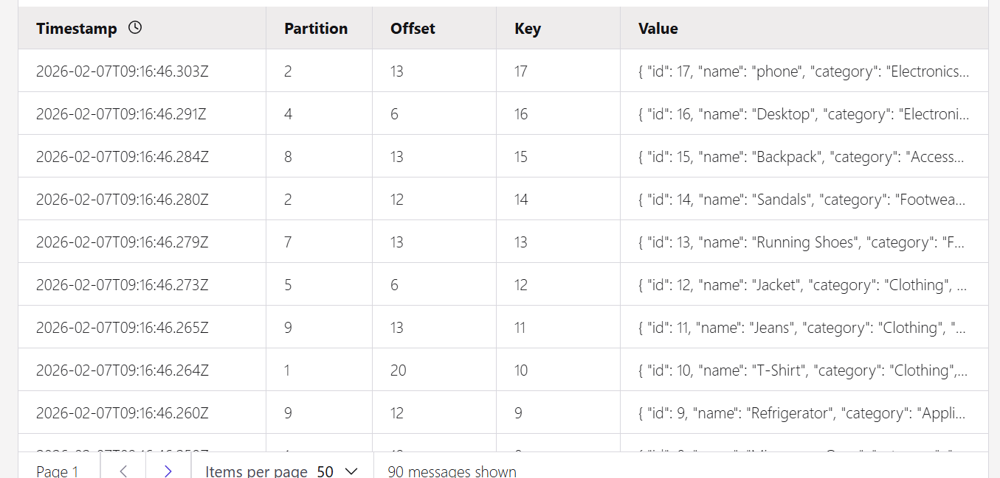 Timestamp Partition Offset Key Value
2026-02-07T09:16:46.303Z 2 13 17 { "id": 17, "name": "phone", "category": "Electronics...
2026-02-07T09:16:46.291Z 4 6 16 { "id": 16, "name": "Desktop", "category": "Electroni...
2026-02-07T09:16:46.284Z 8 13 15 { "id": 15, "name": "Backpack", "category": "Access...
2026-02-07T09:16:46.280Z 2 12 14 { "id": 14, "name": "Sandals", "category": "Footwea...
2026-02-07T09:16:46.279Z 7 13 13 { "id": 13, "name": "Running Shoes", "category": "F...
2026-02-07T09:16:46.273Z 5 6 12 { "id": 12, "name": "Jacket", "category": "Clothing", ...
2026-02-07T09:16:46.265Z 9 13 11 { "id": 11, "name": "Jeans", "category": "Clothing", "...
2026-02-07T09:16:46.264Z 1 20 10 { "id": 10, "name": "T-Shirt", "category": "Clothing",...
2026-02-07T09:16:46.260Z 9 12 9 { "id": 9, "name": "Refrigerator", "category": "Appli...
Page 1 Items per page 50 90 messages shown